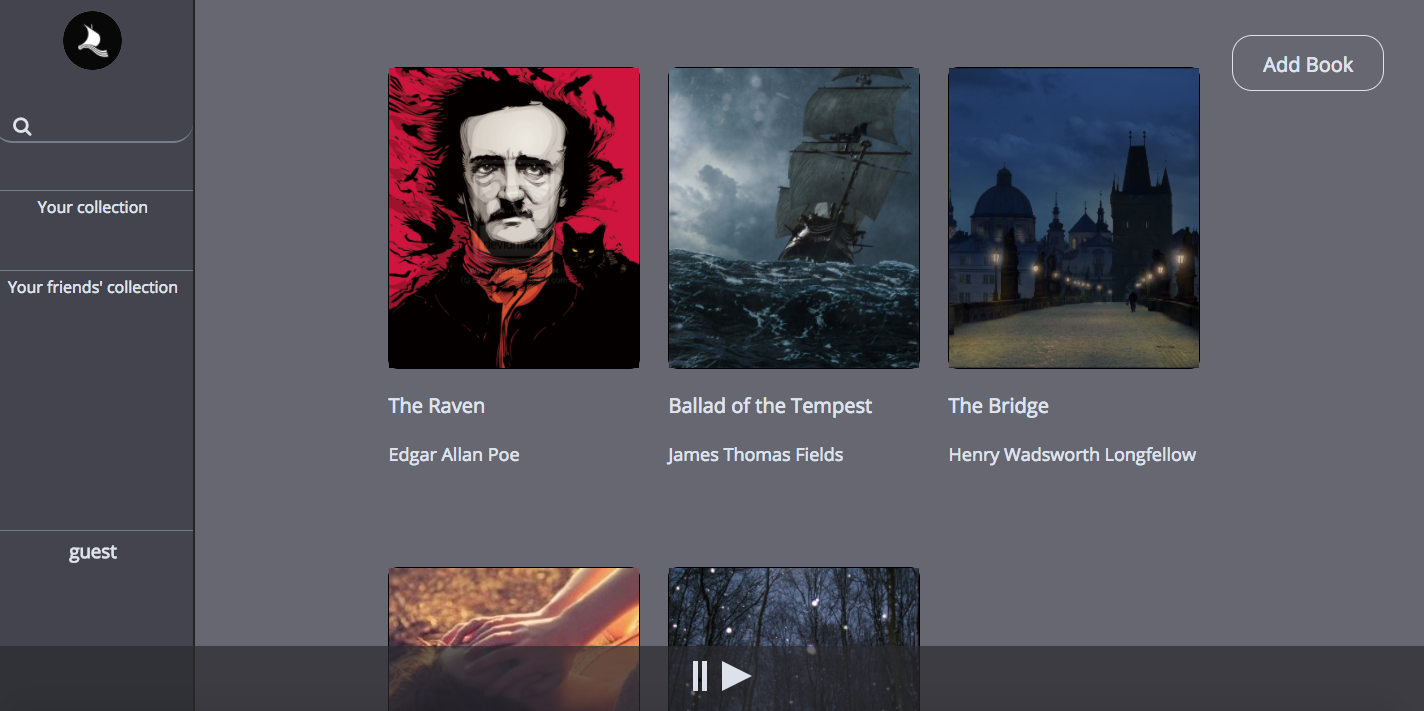 Add Book
Your collection
Your friends' collection
guest
The Raven
Edgar Allan Poe
Ballad of the Tempest
James Thomas Fields
The Bridge
Henry Wadsworth Longfellow